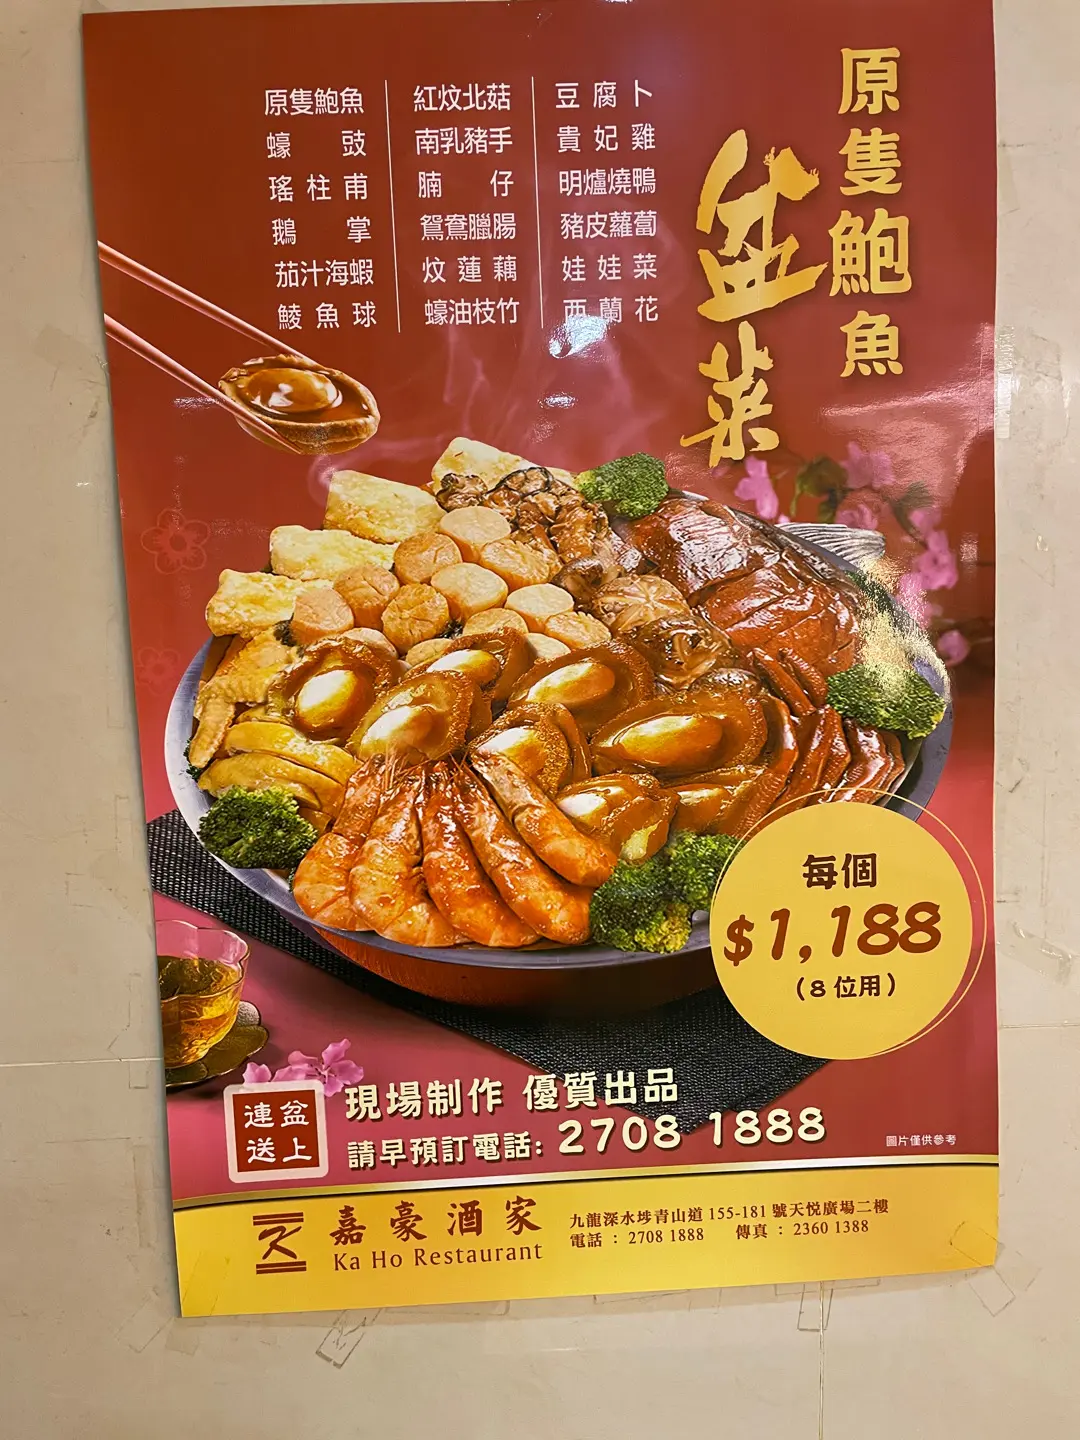 原隻鮑魚
盆菜
原隻鮑魚
蠔豉
瑤柱甫
鵝掌
茄汁海蝦
鯪魚球
紅炆北菇
南乳豬手
腩仔
鴛鴦臘腸
炆蓮藕
蠔油枝竹
豆腐卜
貴妃雞
明爐燒鴨
豬皮蘿蔔
娃娃菜
西蘭花
每個
$1,188
(8位用)
連盆
送上
現場制作 優質出品
請早預訂電話: 2708 1888
圖片僅供參考
嘉豪酒家
Ka Ho Restaurant
九龍深水埗青山道 155-181 號天悅廣場二樓
電話 : 2708 1888 傳真 : 2360 1388